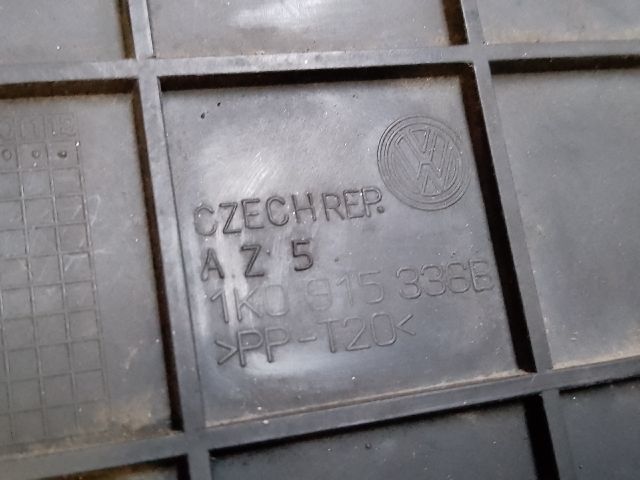 CZECH REP.
A Z 5
1K0 915 336B
>PP-T20<